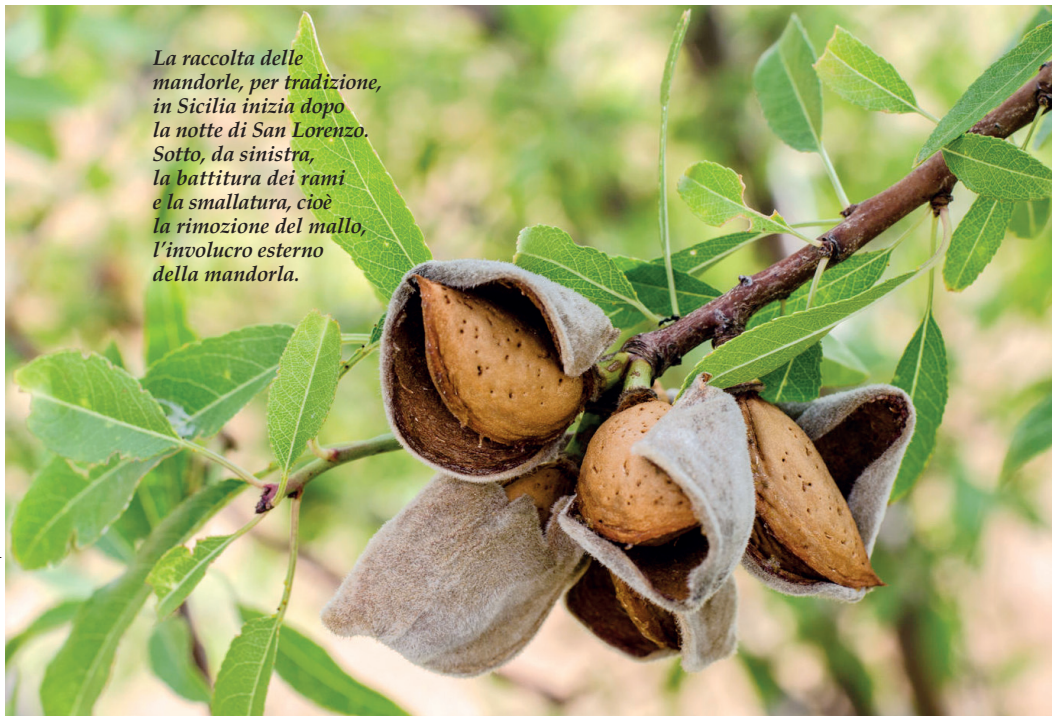 La raccolta delle
mandorle, per tradizione,
in Sicilia inizia dopo
la notte di San Lorenzo.
Sotto, da sinistra,
la battitura dei rami
e la smallatura, cioè
la rimozione del mallo,
l'involucro esterno
della mandorla.